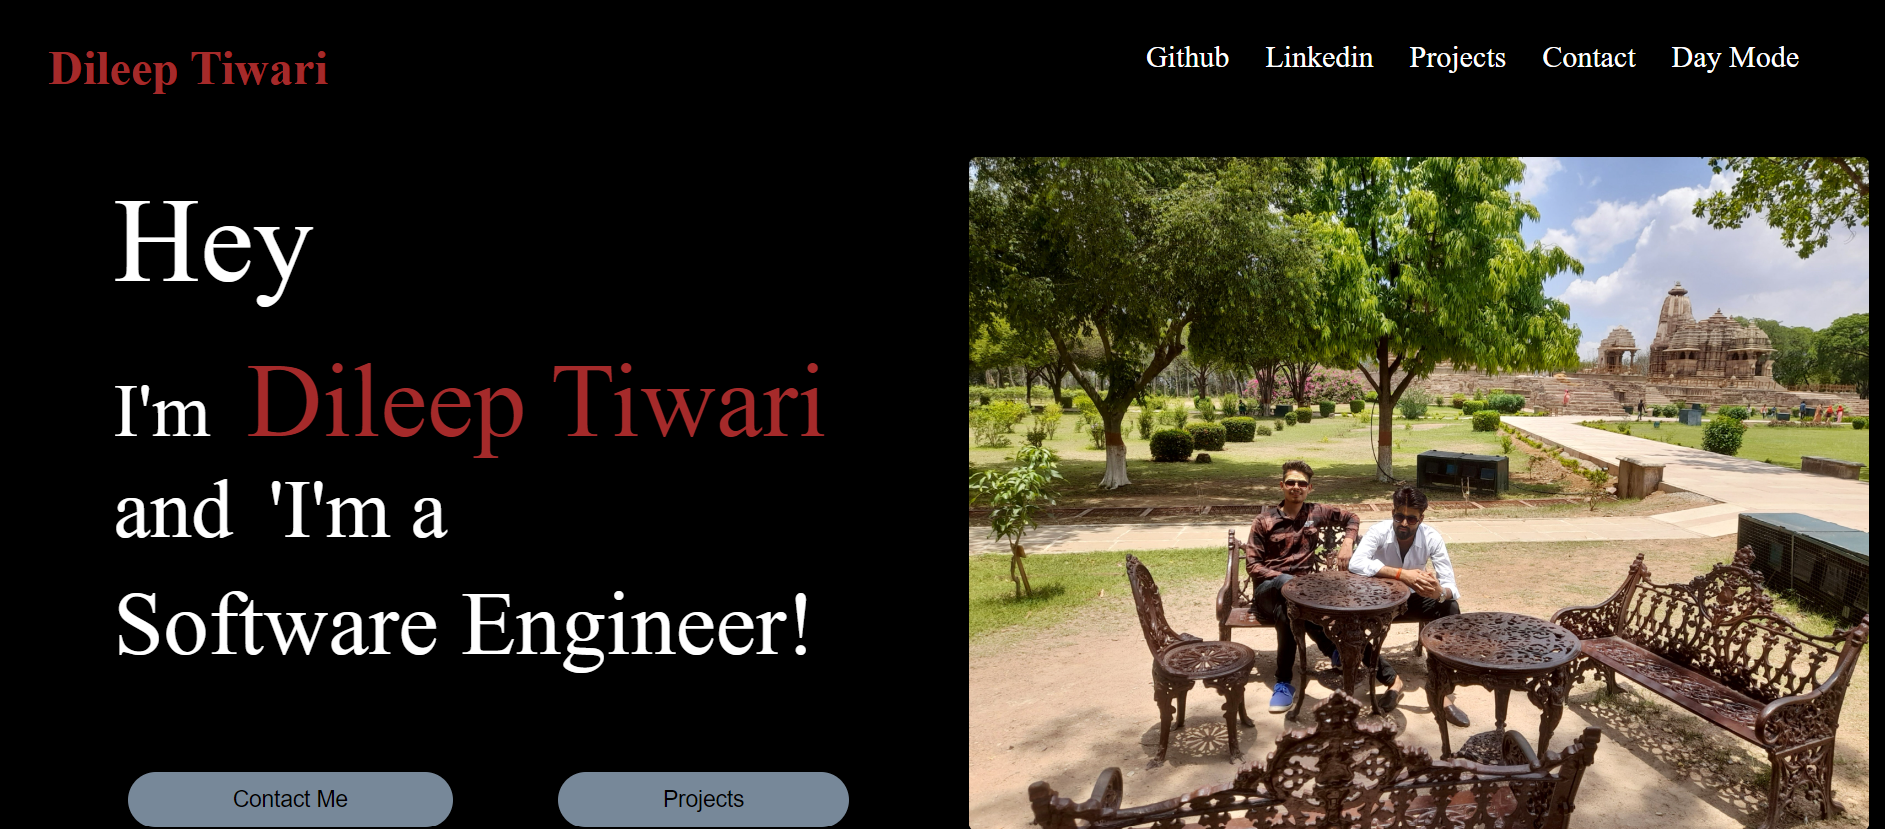 Dileep Tiwari
Github Linkedin Projects Contact Day Mode
Hey
I'm Dileep Tiwari
and 'I'm a
Software Engineer!
Contact Me Projects